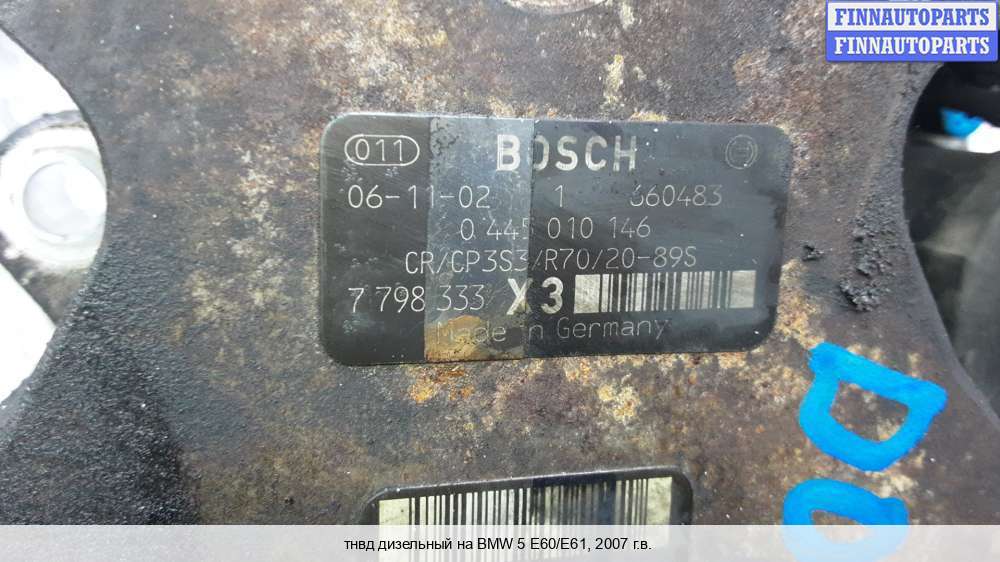 FINNAUTOPARTS
FINNAUTOPARTS
011 BOSCH
06-11-02 1 360483
0 445 010 146
CR/CP3S3/R70/20-89S
7 798 333 X3
Made in Germany
тнвд дизельный на BMW 5 E60/E61, 2007 г.в.